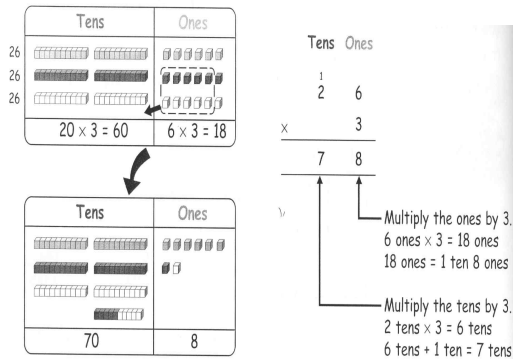 Tens Ones
26
26
26
20 × 3 = 60 6 × 3 = 18
Tens Ones
70 8
Tens Ones
1
2 6
× 3
7 8
Multiply the ones by 3.
6 ones × 3 = 18 ones
18 ones = 1 ten 8 ones
Multiply the tens by 3.
2 tens × 3 = 6 tens
6 tens + 1 ten = 7 tens